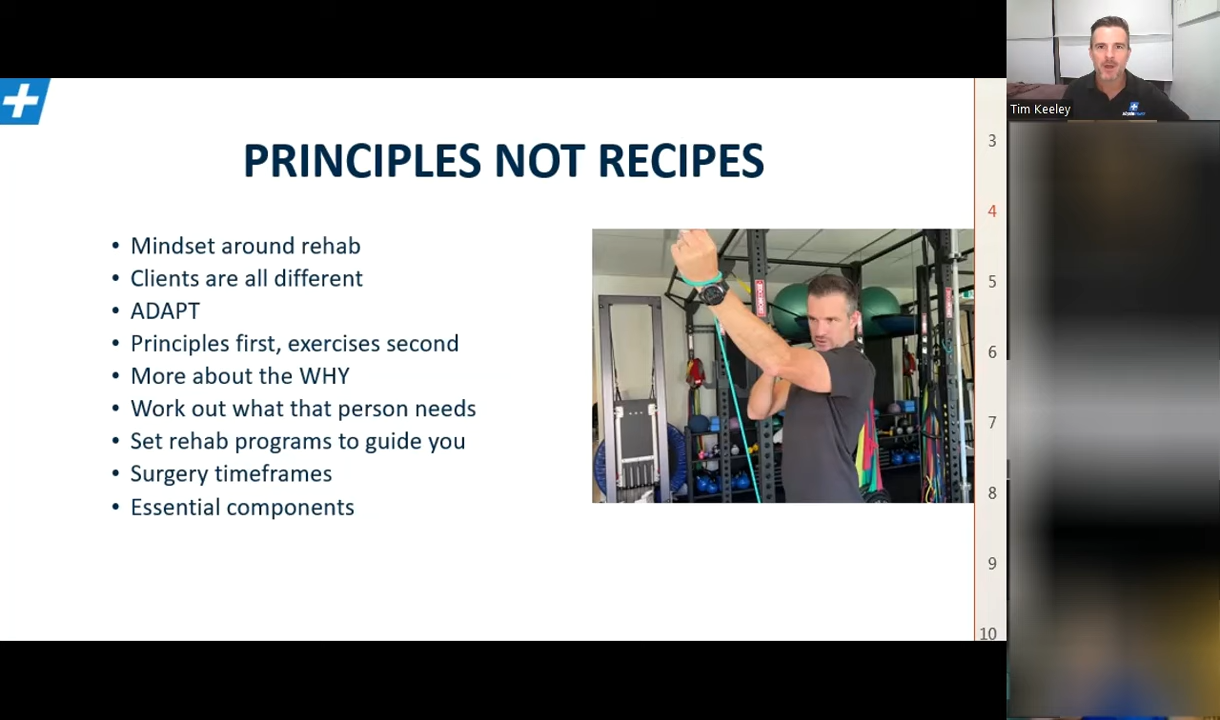 PRINCIPLES NOT RECIPES
• Mindset around rehab
• Clients are all different
• ADAPT
• Principles first, exercises second
• More about the WHY
• Work out what that person needs
• Set rehab programs to guide you
• Surgery timeframes
• Essential components
3
4
5
6
7
8
9
10
Tim Keeley